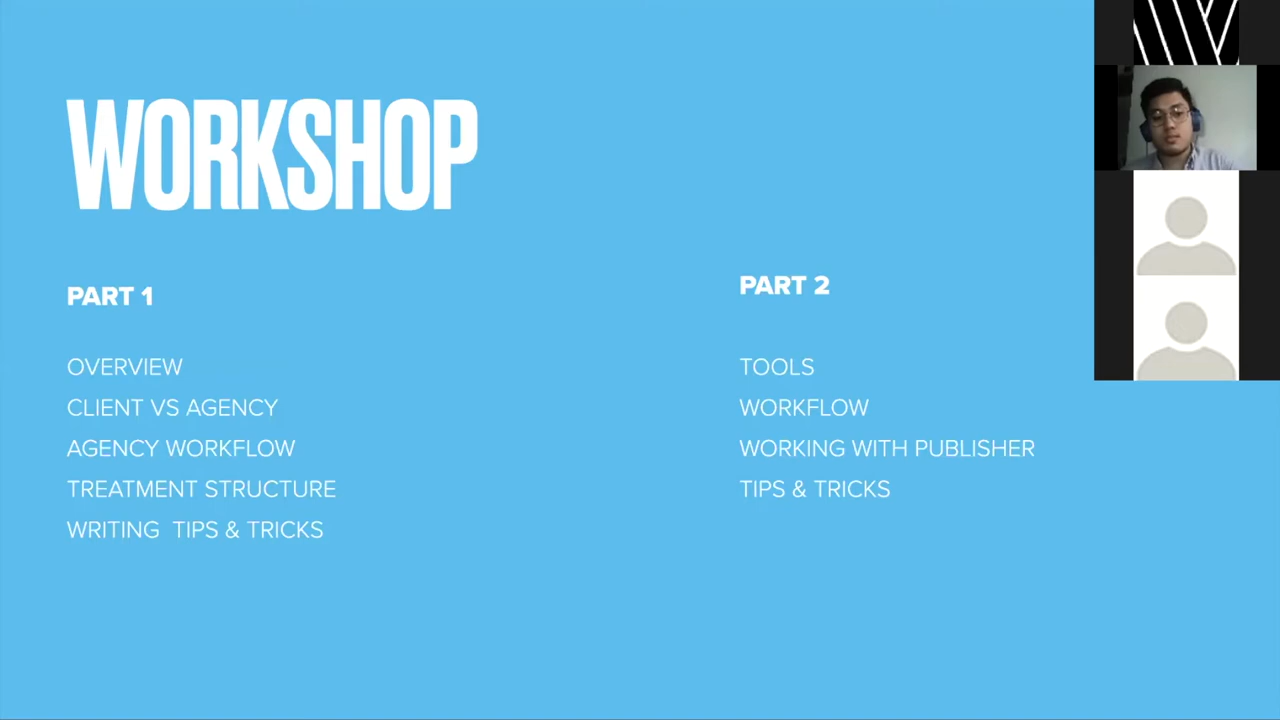 WORKSHOP
PART 1
OVERVIEW
CLIENT VS AGENCY
AGENCY WORKFLOW
TREATMENT STRUCTURE
WRITING  TIPS & TRICKS
PART 2
TOOLS
WORKFLOW
WORKING WITH PUBLISHER
TIPS & TRICKS